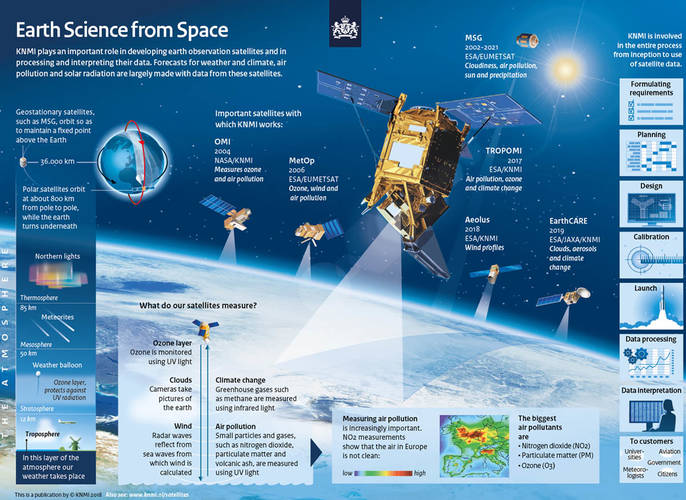 Earth Science from Space
KNMI plays an important role in developing earth observation satellites and in
processing and interpreting their data. Forecasts for weather and climate, air
pollution and solar radiation are largely made with data from these satellites.
Geostationary satellites,
such as MSG, orbit so as
to maintain a fixed point
above the Earth
36.000 km
Polar satellites orbit
at about 800 km
from pole to pole,
while the earth
turns underneath
THE ATMOSPHERE
Northern lights
Thermosphere
85 km
Meteorites
Mesosphere
50 km
Weather balloon
Ozone layer,
protects against
UV radiation
Stratosphere
12 km
Troposphere
In this layer of the
atmosphere our
weather takes place
Important satellites with
which KNMI works:
OMI
2004
NASA/KNMI
Measures ozone
and air pollution
MetOp
2006
ESA/EUMETSAT
Ozone, wind and
air pollution
MSG
2002-2021
ESA/EUMETSAT
Cloudiness, air pollution,
sun and precipitation
TROPOMI
2017
ESA/KNMI
Air pollution, ozone
and climate change
Aeolus
2018
ESA/KNMI
Wind profiles
EarthCARE
2019
ESA/JAXA/KNMI
Clouds, aerosols
and climate
change
What do our satellites measure?
Ozone layer
Ozone is monitored
using UV light
Clouds
Cameras take
pictures of
the earth
Wind
Radar waves
reflect from
sea waves from
which wind is
calculated
Climate change
Greenhouse gases such
as methane are measured
using infrared light
Air pollution
Small particles and gases,
such as nitrogen dioxide,
particulate matter and
volcanic ash, are measured
using UV light
Measuring air pollution
is increasingly important.
NO2 measurements
show that the air in Europe
is not clean:
low
high
The biggest
air pollutants
are
• Nitrogen dioxide (NO2)
• Particulate matter (PM)
• Ozone (O3)
KNMI is involved
in the entire process
from inception to use
of satellite data.
Formulating
requirements
Planning
Design
Calibration
Launch
Data processing
Data interpretation
To customers
Univer-
sities
Aviation
Government
Meteoro-
logists
Citizens
This is a publication by © KNMI 2018 Also see: www.knmi.nl/satellites